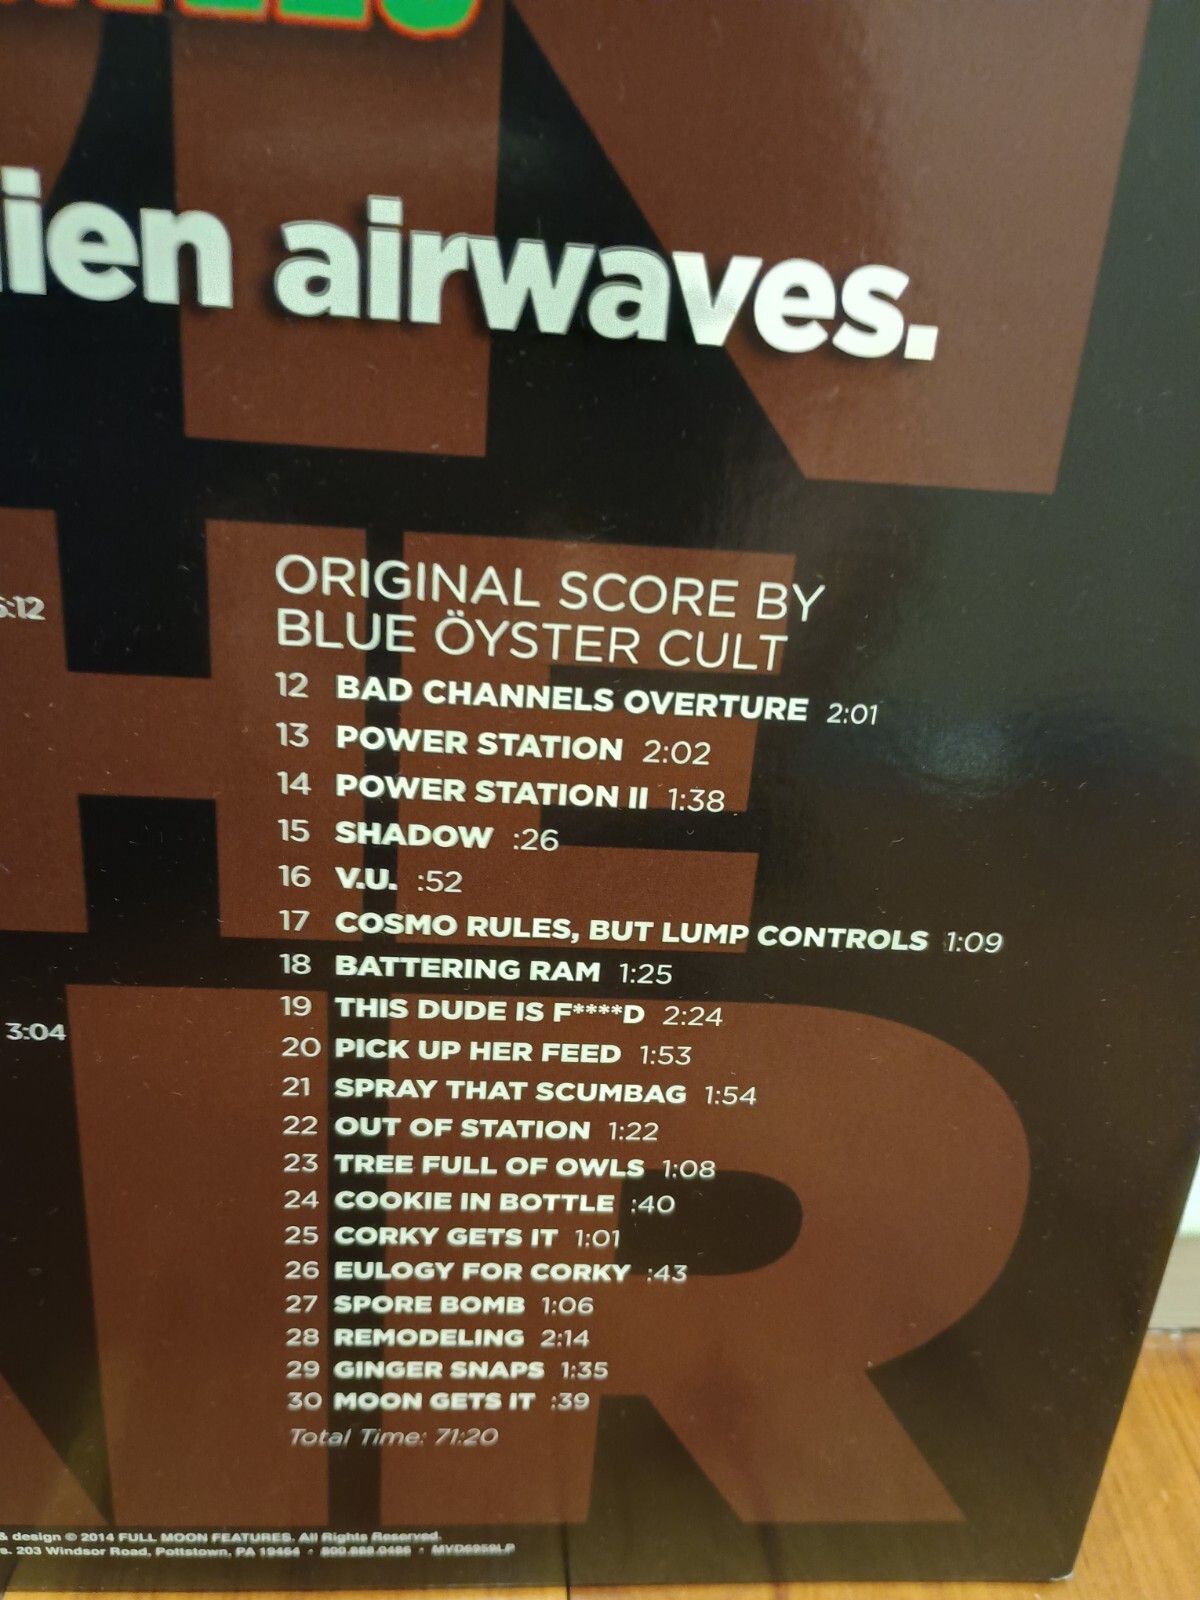 ien airwaves.
:12
3:04
ORIGINAL SCORE BY
BLUE ÖYSTER CULT
12 BAD CHANNELS OVERTURE 2:01
13 POWER STATION 2:02
14 POWER STATION II 1:38
15 SHADOW :26
16 V.U. :52
17 COSMO RULES, BUT LUMP CONTROLS 1:09
18 BATTERING RAM 1:25
19 THIS DUDE IS F****D 2:24
20 PICK UP HER FEED 1:53
21 SPRAY THAT SCUMBAG 1:54
22 OUT OF STATION 1:22
23 TREE FULL OF OWLS 1:08
24 COOKIE IN BOTTLE :40
25 CORKY GETS IT 1:01
26 EULOGY FOR CORKY :43
27 SPORE BOMB 1:06
28 REMODELING 2:14
29 GINGER SNAPS 1:35
30 MOON GETS IT :39
Total Time: 71:20
& design © 2014 FULL MOON FEATURES. All Rights Reserved.
s. 203 Windsor Road, Pottstown, PA 19464 • 800.888.0486 • MVD6959LP